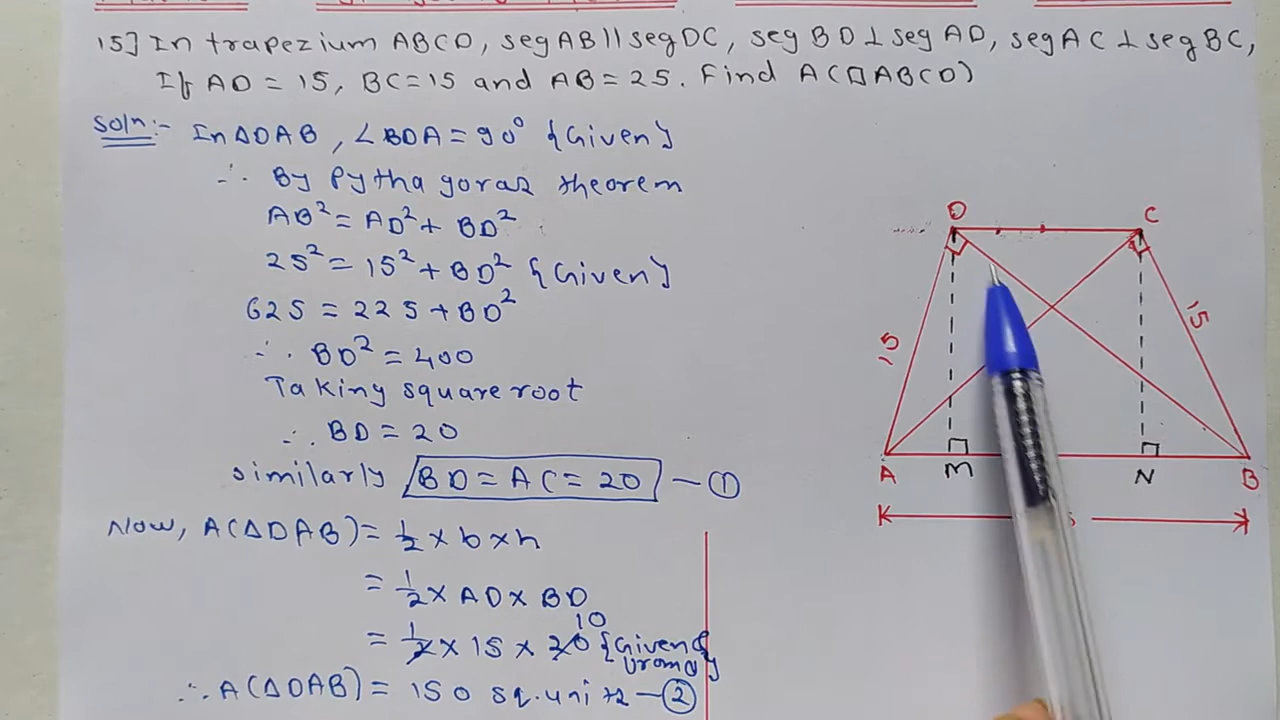 15] In trapezium ABCD, seg AB || seg DC, seg BD ⊥ seg AD, seg AC ⊥ seg BC,
If AD = 15, BC = 15 and AB = 25. Find A(□ABCD)
Soln:- In ΔDAB, ∠BDA = 90° {Given}
∴ By Pythagoras theorem
AB² = AD² + BD²
25² = 15² + BD² {Given}
625 = 225 + BD²
∴ BD² = 400
Taking square root
∴ BD = 20
similarly BD = AC = 20 — ①
Now, A(ΔDAB) = 1/2 × b × h
= 1/2 × AD × BD
10
= 1/2 × 15 × 20 {Given &
∴ A(ΔDAB) = 150 sq. units — ②
D C
15 15
A M N B